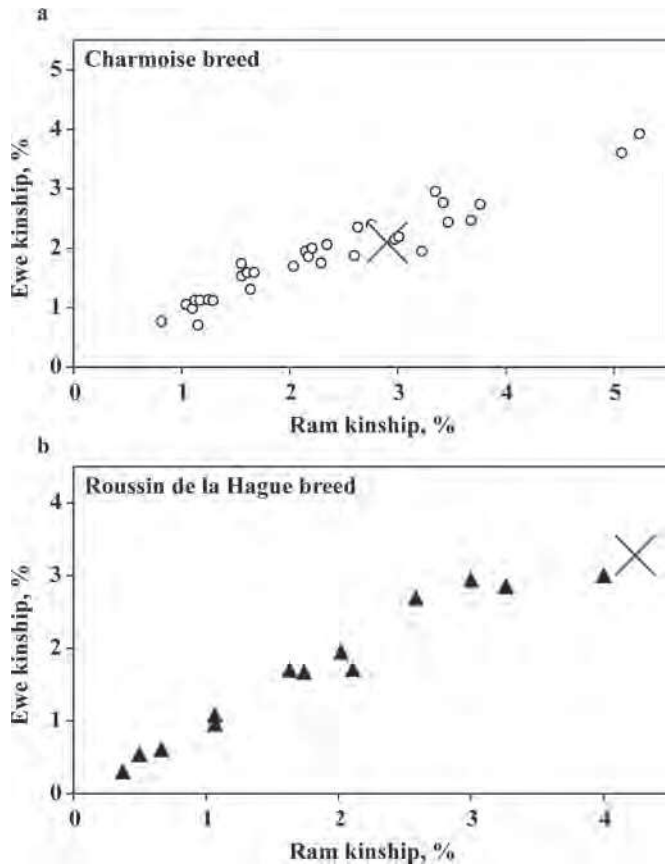 a
Charmoise breed
5
4
3
2
1
0
Ewe kinship, %
0 1 2 3 4 5
Ram kinship, %
b
Roussin de la Hague breed
4
3
2
1
0
Ewe kinship, %
0 1 2 3 4
Ram kinship, %